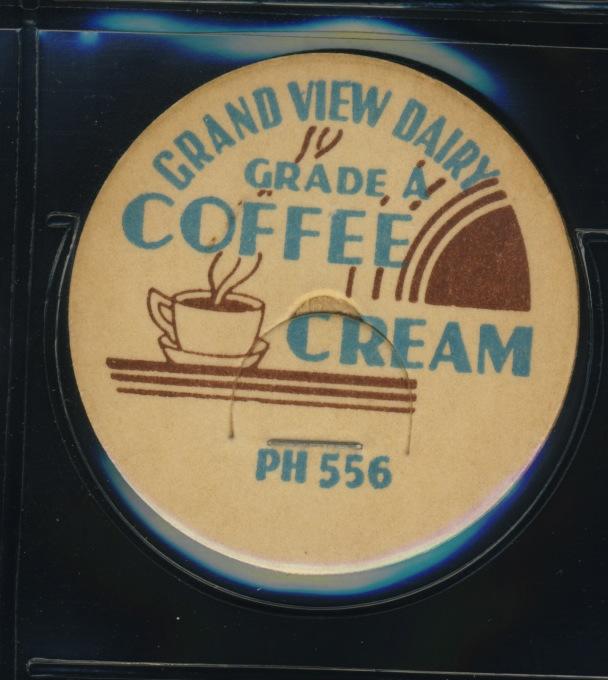 GRAND VIEW DAIRY
GRADE A
COFFEE
CREAM
PH 556